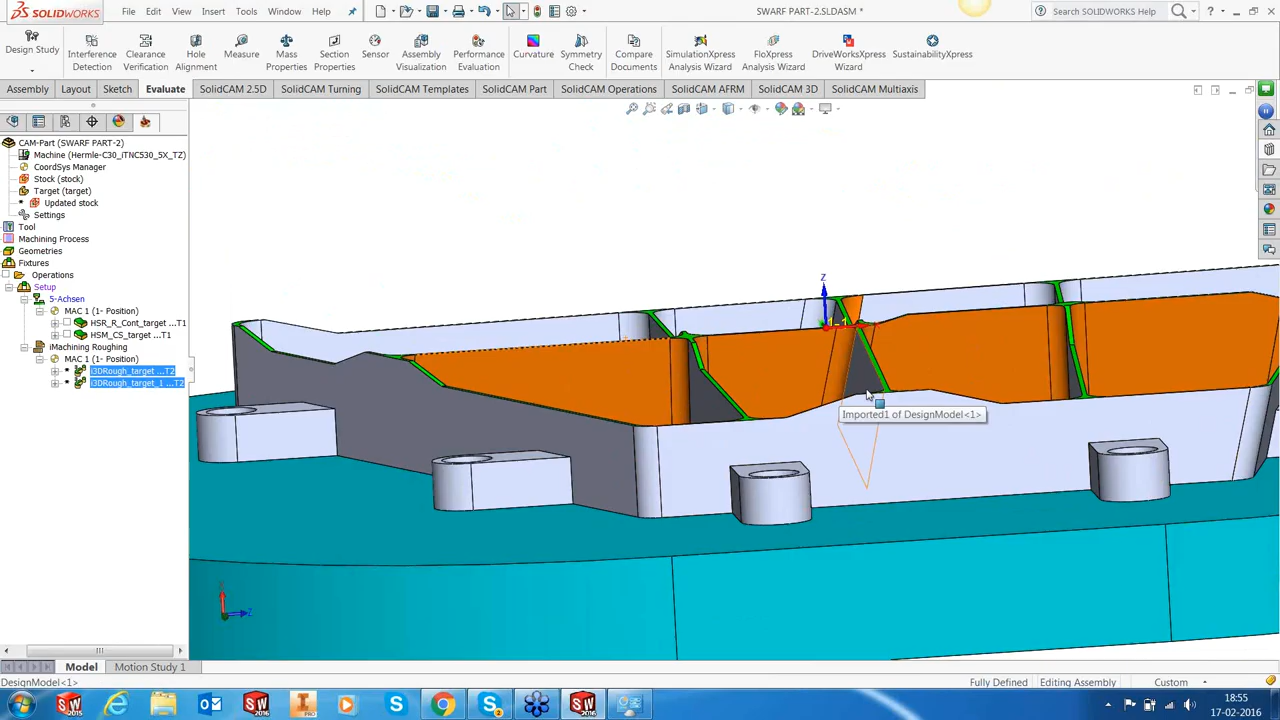 SOLIDWORKS File Edit View Insert Tools Window Help SWARF PART-2.SLDASM * Search SOLIDWORKS Help
Design Study
Interference Detection
Clearance Verification
Hole Alignment
Measure
Mass Properties
Section Properties
Sensor
Assembly Visualization
Performance Evaluation
Curvature
Symmetry Check
Compare Documents
SimulationXpress Analysis Wizard
FloXpress Analysis Wizard
DriveWorksXpress Wizard
SustainabilityXpress
Assembly Layout Sketch Evaluate SolidCAM 2.5D SolidCAM Turning SolidCAM Templates SolidCAM Part SolidCAM Operations SolidCAM AFRM SolidCAM 3D SolidCAM Multiaxis
CAM-Part (SWARF PART-2)
Machine (Hermle-C30_iTNC530_5X_TZ)
CoordSys Manager
Stock (stock)
Target (target)
Updated stock
Settings
Tool
Machining Process
Geometries
Fixtures
Operations
Setup
5-Achsen
MAC 1 (1- Position)
HSR_R_Cont_target ...T1
HSM_CS_target ...T1
iMachining Roughing
MAC 1 (1- Position)
i3DRough_target ...T2
i3DRough_target_1 ...T2
Z
Imported1 of DesignModel<1>
Z
Model Motion Study 1
DesignModel<1> Fully Defined Editing Assembly Custom
18:55
17-02-2016